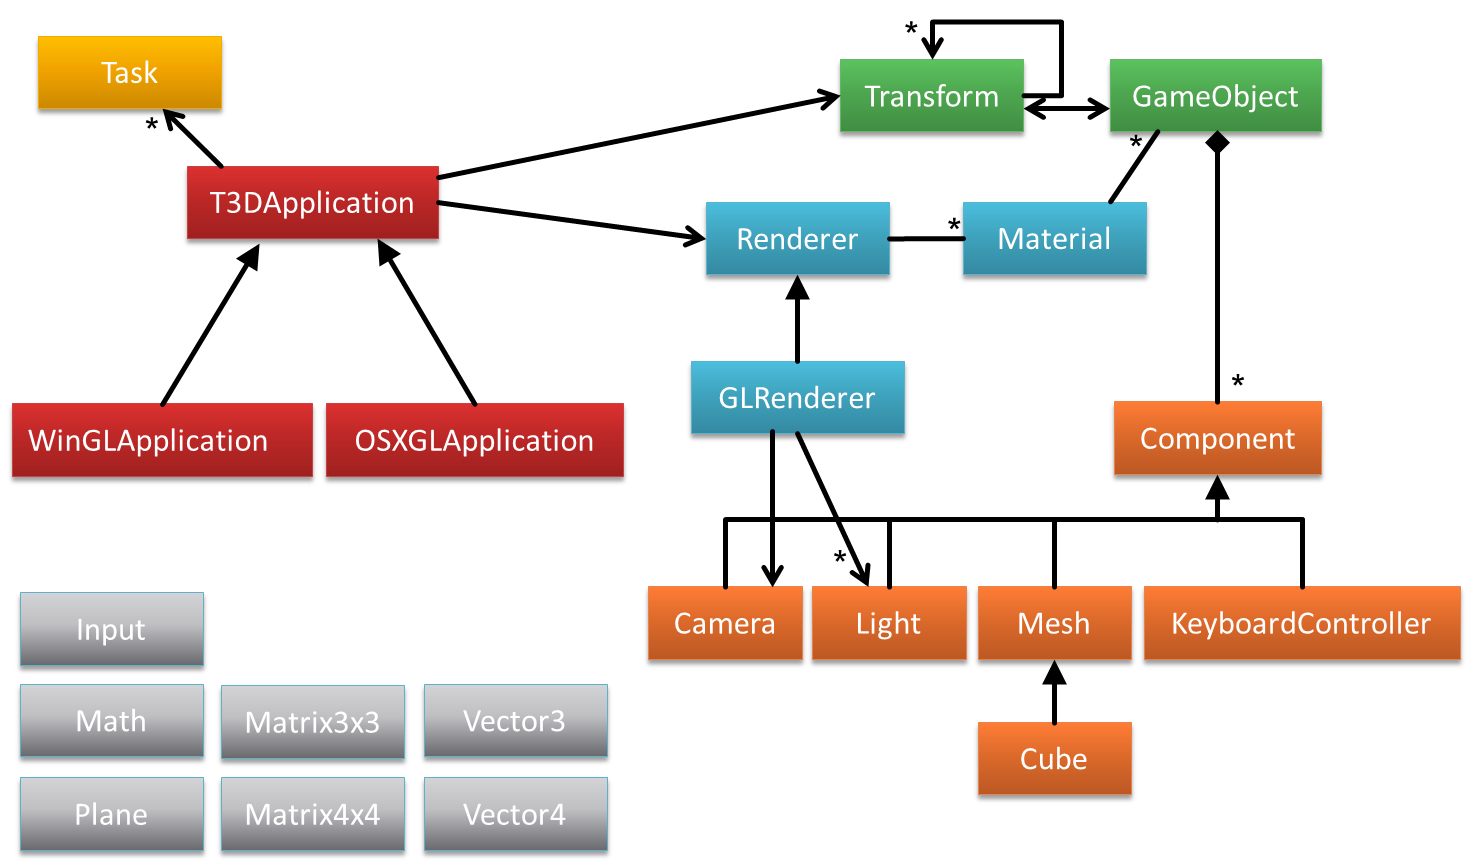 *
Task
Transform
GameObject
*
*
T3DApplication
*
Renderer
Material
GLRenderer
*
WinGLApplication
OSXGLApplication
Component
*
Camera
Light
Mesh
KeyboardController
Input
Math
Matrix3x3
Vector3
Cube
Plane
Matrix4x4
Vector4